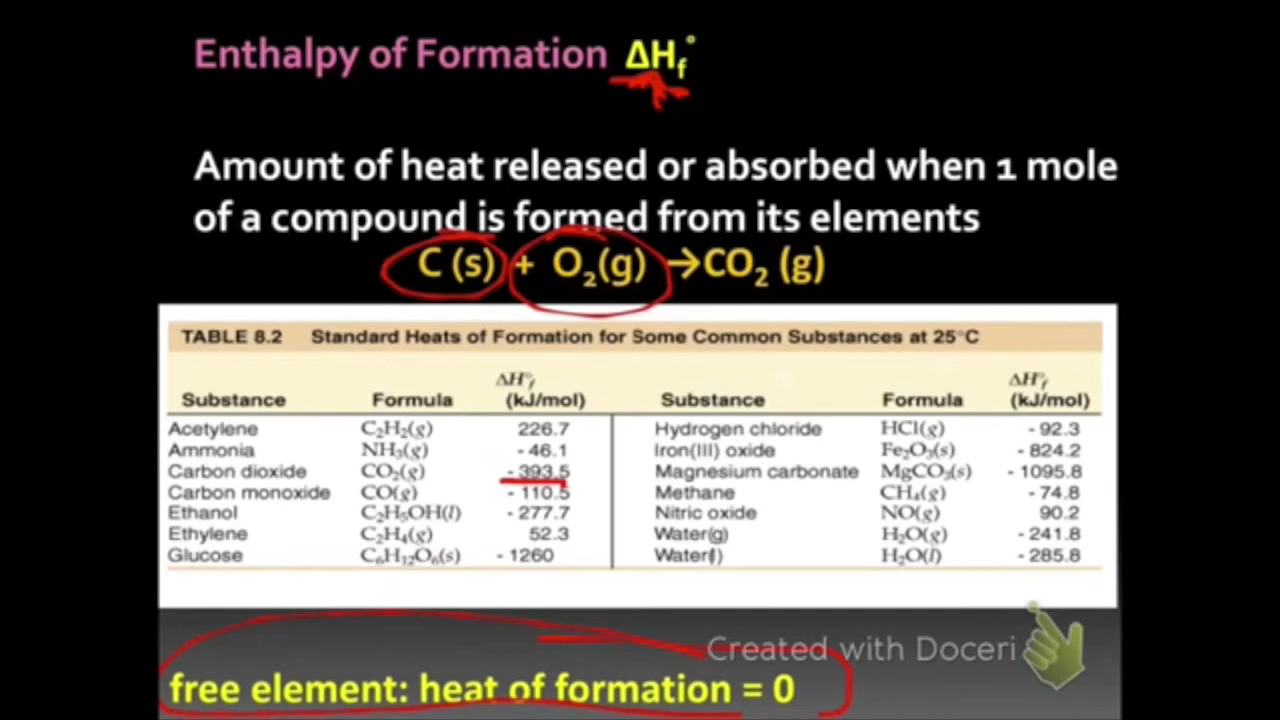 Enthalpy of Formation ΔHf°
Amount of heat released or absorbed when 1 mole
of a compound is formed from its elements
C (s) + O₂(g) →CO₂ (g)
TABLE 8.2 Standard Heats of Formation for Some Common Substances at 25°C
Substance Formula ΔH°f (kJ/mol) Substance Formula ΔH°f (kJ/mol)
Acetylene C₂H₂(g) 226.7 Hydrogen chloride HCl(g) - 92.3
Ammonia NH₃(g) - 46.1 Iron(III) oxide Fe₂O₃(s) - 824.2
Carbon dioxide CO₂(g) - 393.5 Magnesium carbonate MgCO₃(s) - 1095.8
Carbon monoxide CO(g) - 110.5 Methane CH₄(g) - 74.8
Ethanol C₂H₅OH(l) - 277.7 Nitric oxide NO(g) 90.2
Ethylene C₂H₄(g) 52.3 Water(g) H₂O(g) - 241.8
Glucose C₆H₁₂O₆(s) - 1260 Water(l) H₂O(l) - 285.8
Created with Doceri
free element: heat of formation = 0